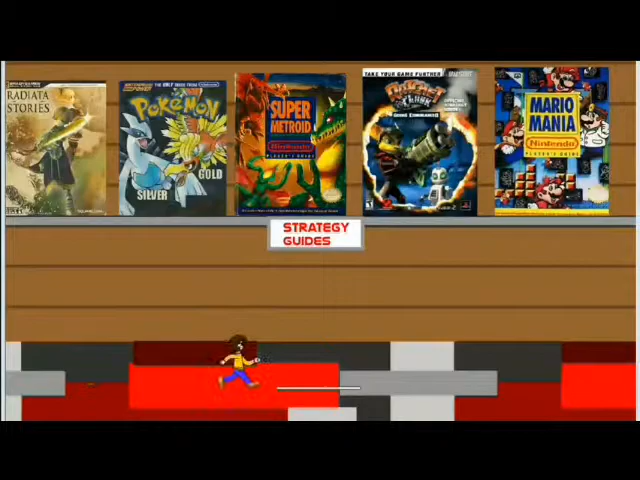 RADIATA
STORIES
POWER
Pokémon
GOLD
SILVER
SUPER
METROID
Nintendo
PLAYER'S GUIDE
TAKE YOUR GAME FURTHER
RATCHET
CLANK
GOING COMMANDO
MARIO
MANIA
Nintendo
PLAYER'S GUIDE
STRATEGY
GUIDES